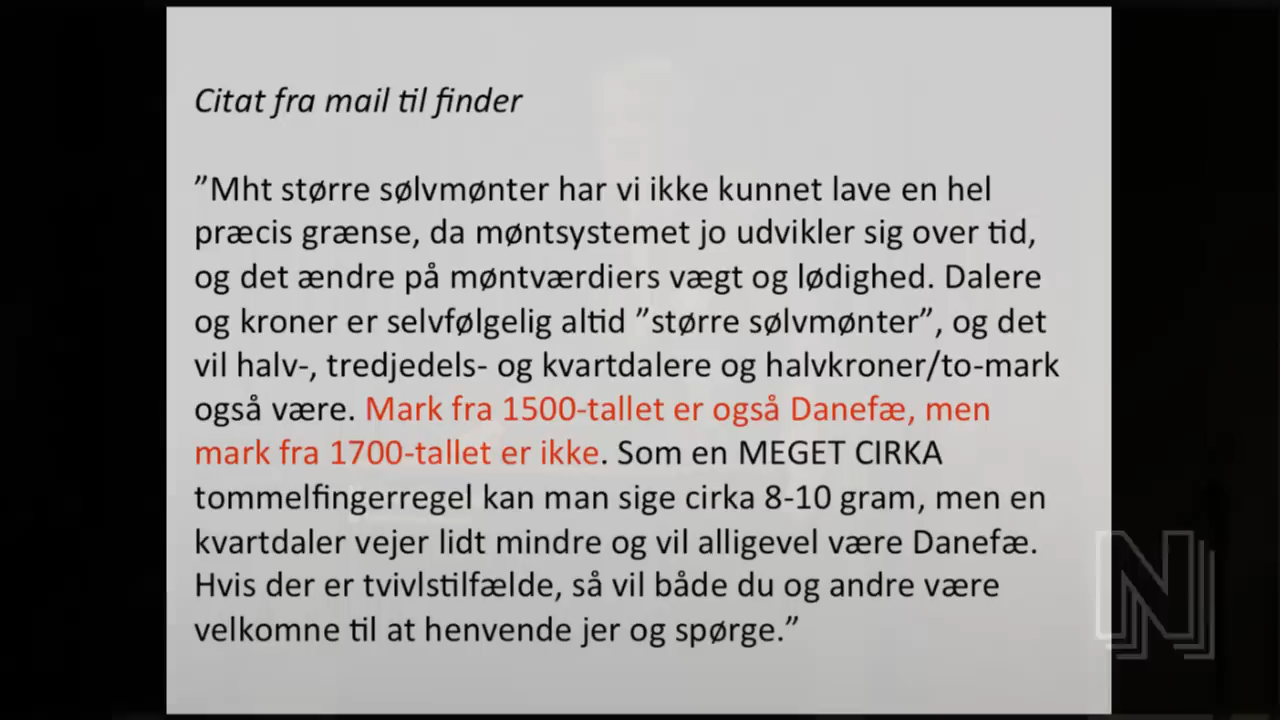 Citat fra mail til finder
”Mht større sølvmønter har vi ikke kunnet lave en hel
præcis grænse, da møntsystemet jo udvikler sig over tid,
og det ændre på møntværdiers vægt og lødighed. Dalere
og kroner er selvfølgelig altid ”større sølvmønter”, og det
vil halv-, tredjedels- og kvartdalere og halvkroner/to-mark
også være. Mark fra 1500-tallet er også Danefæ, men
mark fra 1700-tallet er ikke. Som en MEGET CIRKA
tommelfingerregel kan man sige cirka 8-10 gram, men en
kvartdaler vejer lidt mindre og vil alligevel være Danefæ.
Hvis der er tvivlstilfælde, så vil både du og andre være
velkomne til at henvende jer og spørge.”
N